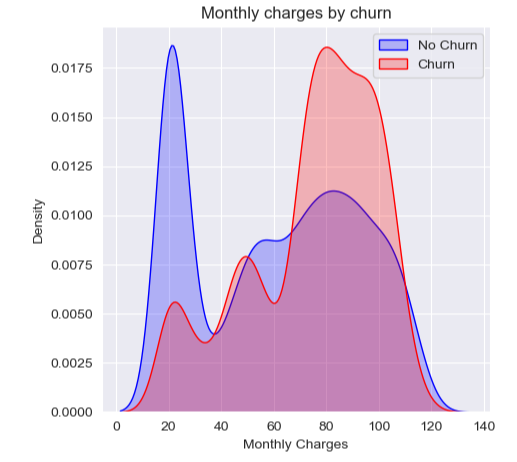 Monthly charges by churn
No Churn
Churn
0.0175
0.0150
0.0125
0.0100
0.0075
0.0050
0.0025
0.0000
Density
0 20 40 60 80 100 120 140
Monthly Charges